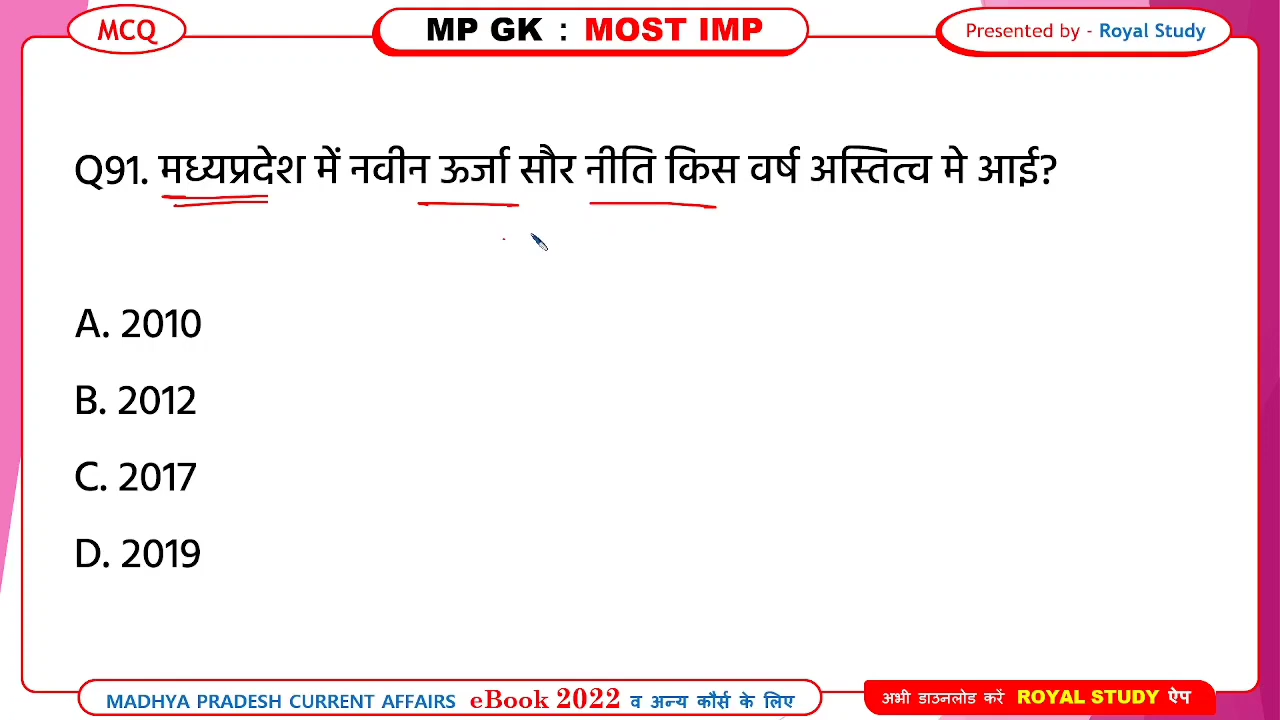 MCQ
MP GK : MOST IMP
Presented by - Royal Study
Q91. मध्यप्रदेश में नवीन ऊर्जा सौर नीति किस वर्ष अस्तित्व मे आई?
A. 2010
B. 2012
C. 2017
D. 2019
MADHYA PRADESH CURRENT AFFAIRS eBook 2022 व अन्य कौर्स के लिए
अभी डाउनलोड करें ROYAL STUDY ऐप